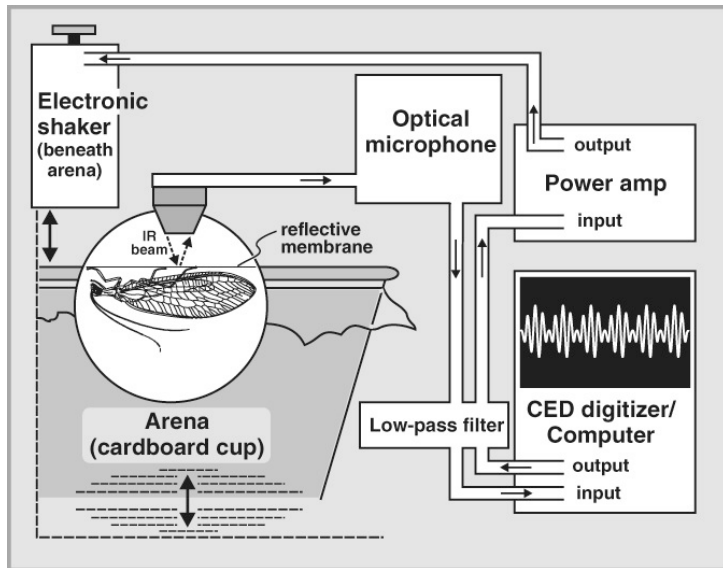 Electronic
shaker
(beneath
arena)
Optical
microphone
output
Power amp
input
IR
beam
reflective
membrane
Arena
(cardboard cup)
Low-pass filter
CED digitizer/
Computer
output
input